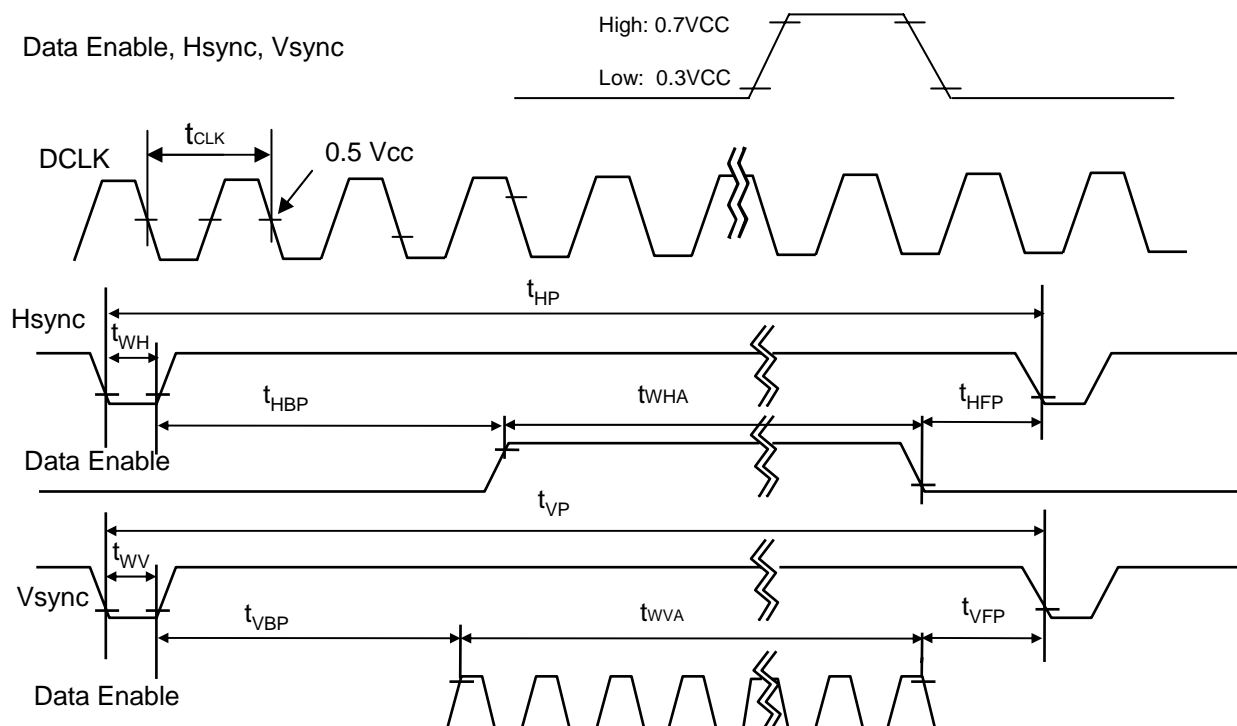 High: 0.7VCC
Data Enable, Hsync, Vsync
Low: 0.3VCC
tCLK
DCLK
0.5 Vcc
tHP
Hsync
tWH
tHBP
tWHA
tHFP
Data Enable
tVP
tWV
Vsync
tVBP
tWVA
tVFP
Data Enable